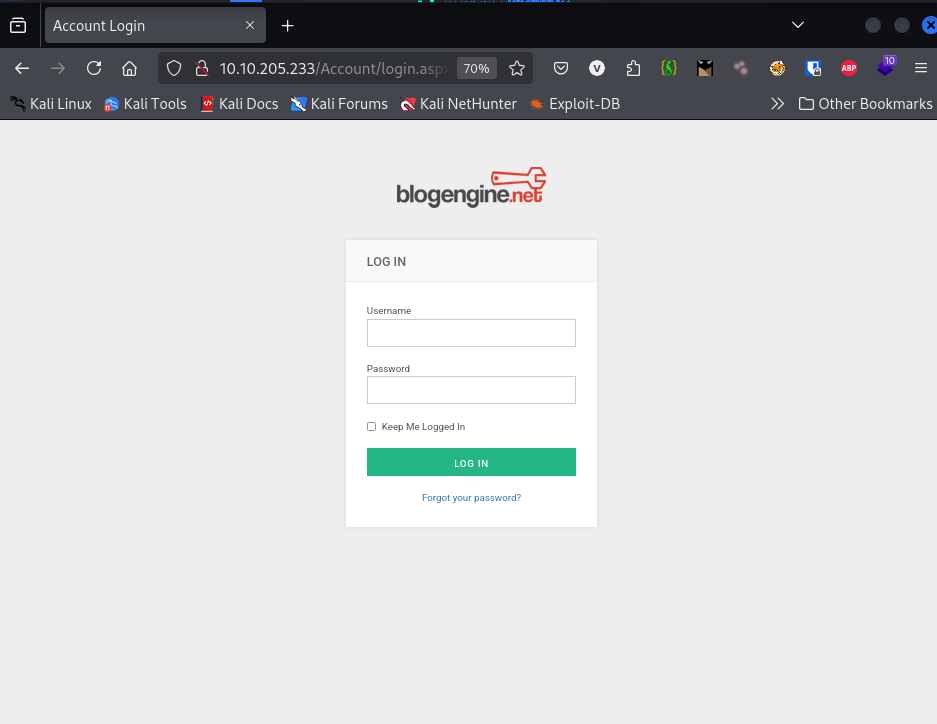 Account Login
10.10.205.233/Account/login.asp
70%
V
ABP
10
Kali Linux
Kali Tools
Kali Docs
Kali Forums
Kali NetHunter
Exploit-DB
Other Bookmarks
blogengine.net
LOG IN
Username
Password
Keep Me Logged In
LOG IN
Forgot your password?